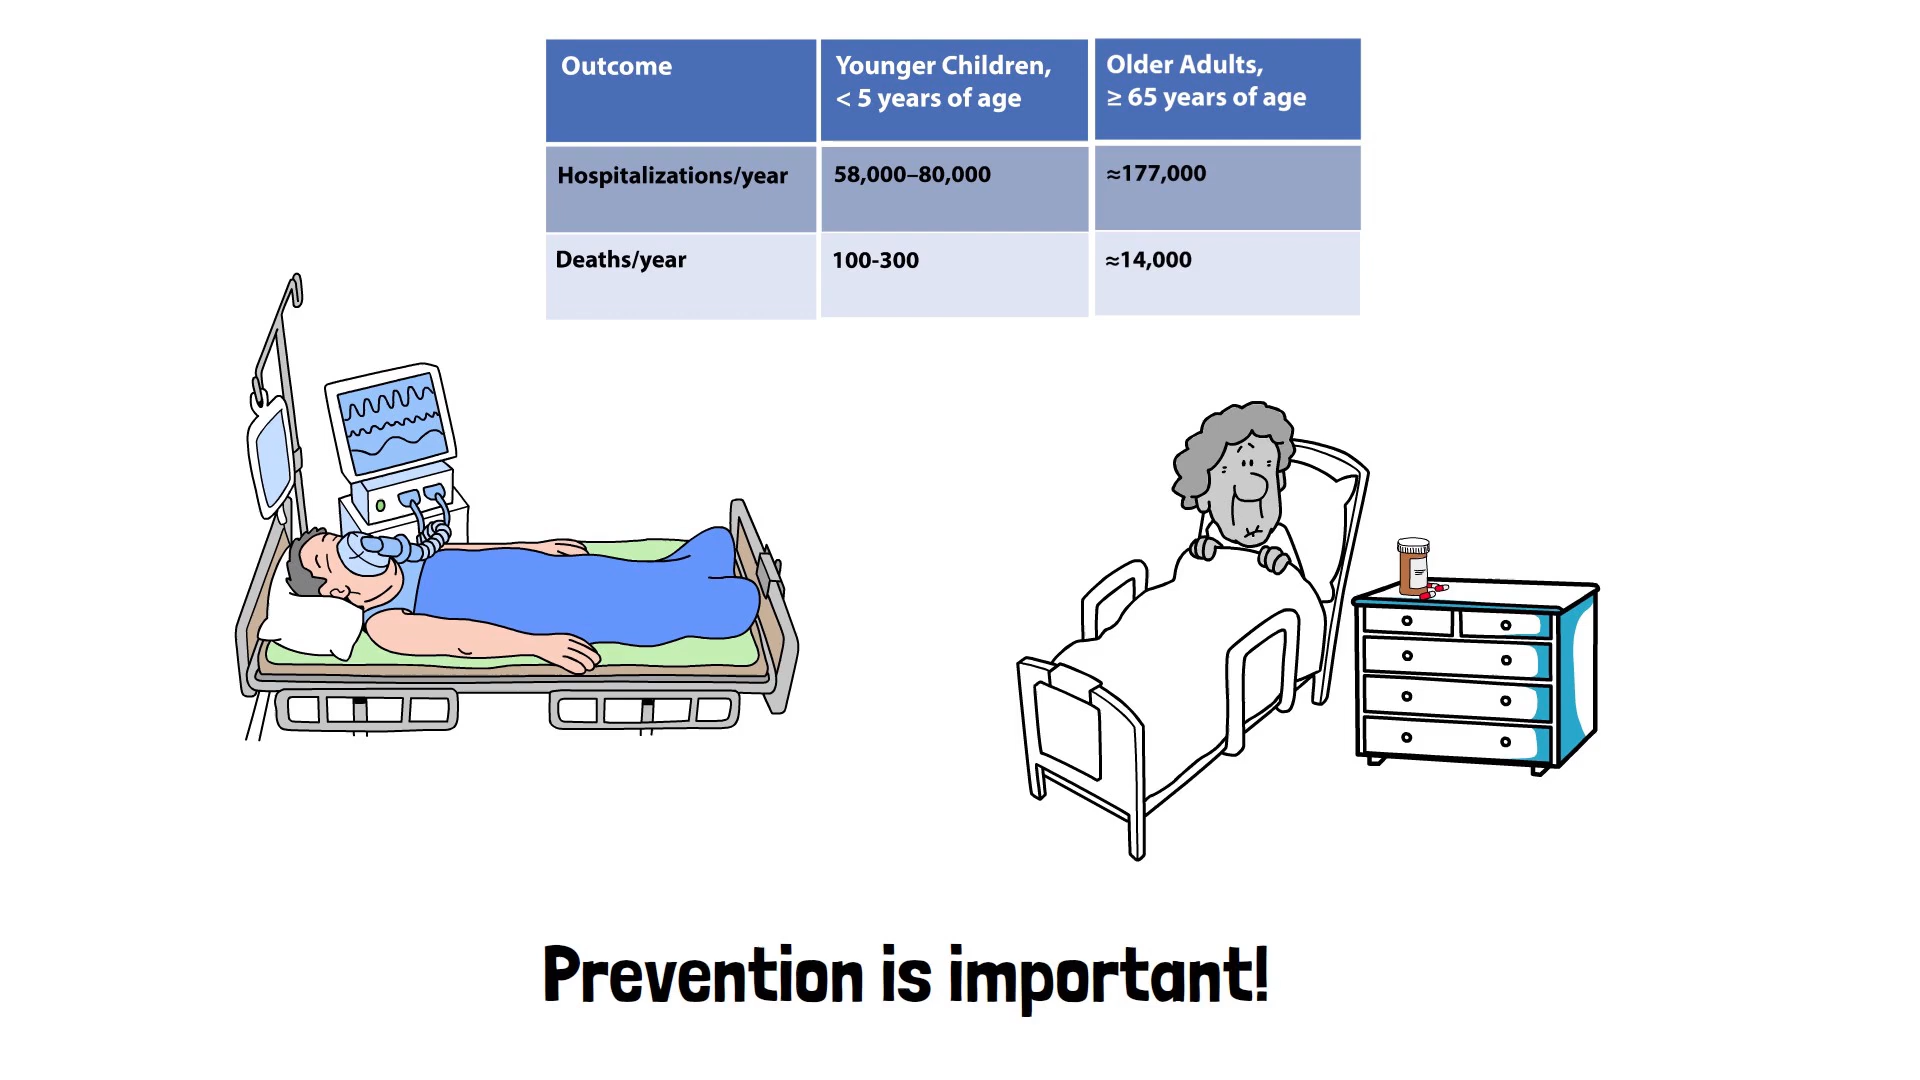 Outcome
Younger Children,
< 5 years of age
Older Adults,
≥ 65 years of age
Hospitalizations/year
58,000–80,000
≈177,000
Deaths/year
100-300
≈14,000
Prevention is important!